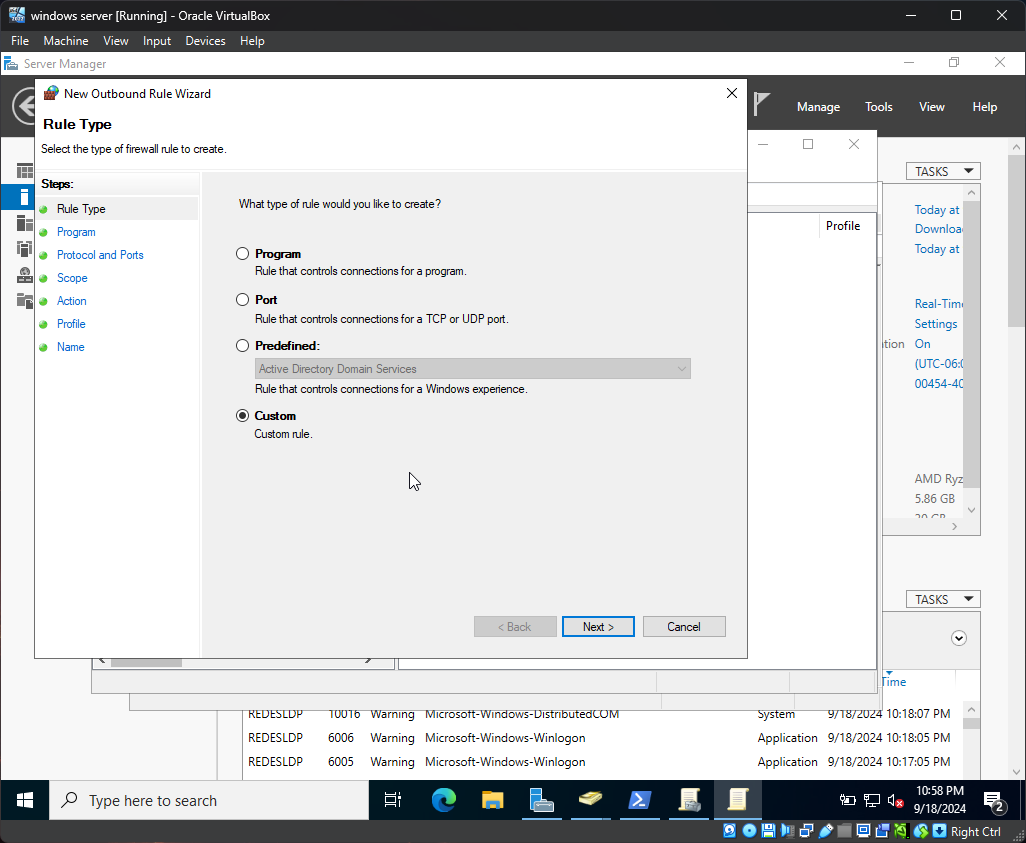 windows server [Running] - Oracle VirtualBox
File Machine View Input Devices Help
Server Manager
New Outbound Rule Wizard
Manage Tools View Help
Rule Type
Select the type of firewall rule to create.
Steps:
Rule Type
Program
Protocol and Ports
Scope
Action
Profile
Name
What type of rule would you like to create?
Program
Rule that controls connections for a program.
Port
Rule that controls connections for a TCP or UDP port.
Predefined:
Active Directory Domain Services
Rule that controls connections for a Windows experience.
Custom
Custom rule.
< Back Next > Cancel
Profile
TASKS
Today at
Downloa
Today at
Real-Time
Settings
On
(UTC-06:0
00454-40
AMD Ryz
5.86 GB
TASKS
Time
REDESLDP 10016 Warning Microsoft-Windows-DistributedCOM System 9/18/2024 10:18:07 PM
REDESLDP 6006 Warning Microsoft-Windows-Winlogon Application 9/18/2024 10:18:05 PM
REDESLDP 6005 Warning Microsoft-Windows-Winlogon Application 9/18/2024 10:17:05 PM
Type here to search
10:58 PM
9/18/2024
2
Right Ctrl